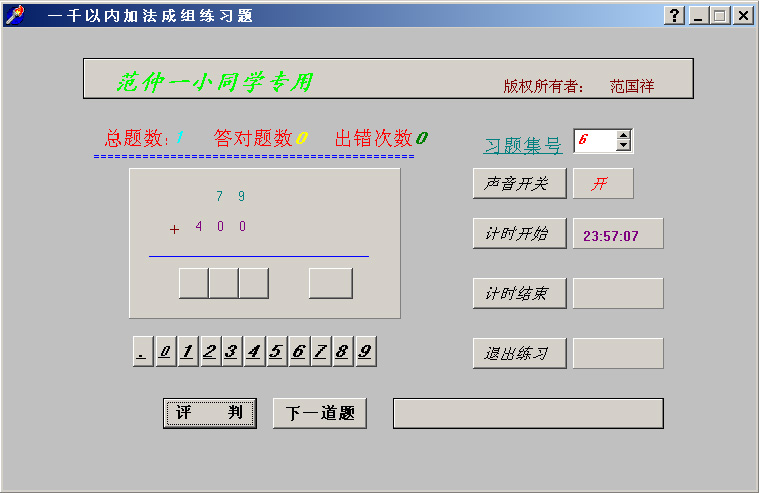 一千以内加法成组练习题
范仲一小同学专用 版权所有者： 范国祥
总题数: 1 答对题数 0 出错次数 0 习题集号 6
==========================================
声音开关 开
7 9
+ 4 0 0
计时开始 23:57:07
计时结束
. 0 1 2 3 4 5 6 7 8 9
退出练习
评 判 下一道题